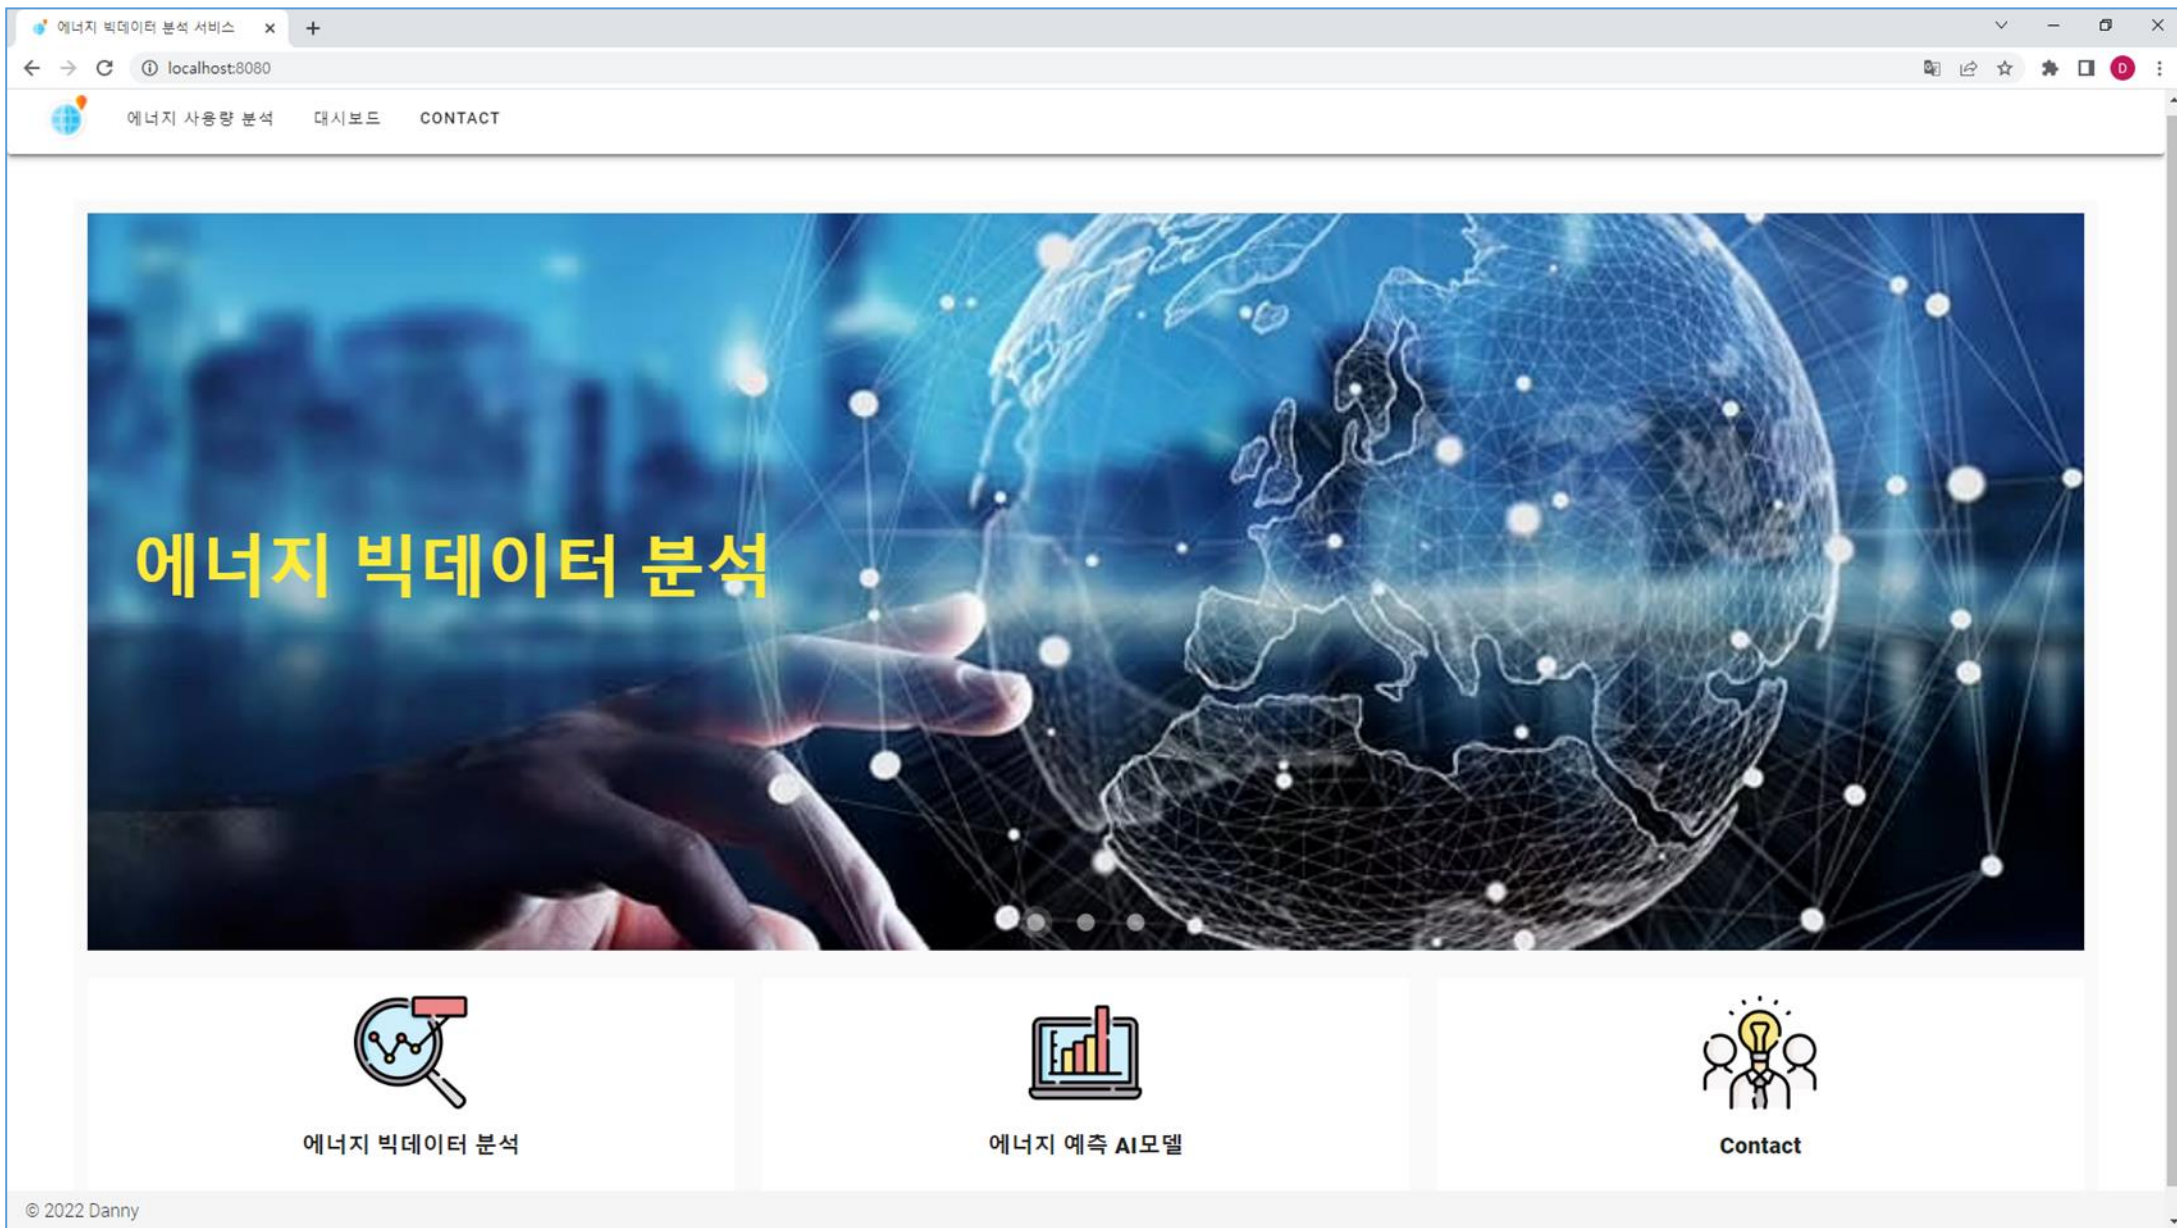 에너지 빅데이터 분석 서비스
localhost:8080
D
에너지 사용량 분석 대시보드 CONTACT
에너지 빅데이터 분석
에너지 빅데이터 분석
에너지 예측 AI모델
Contact
© 2022 Danny